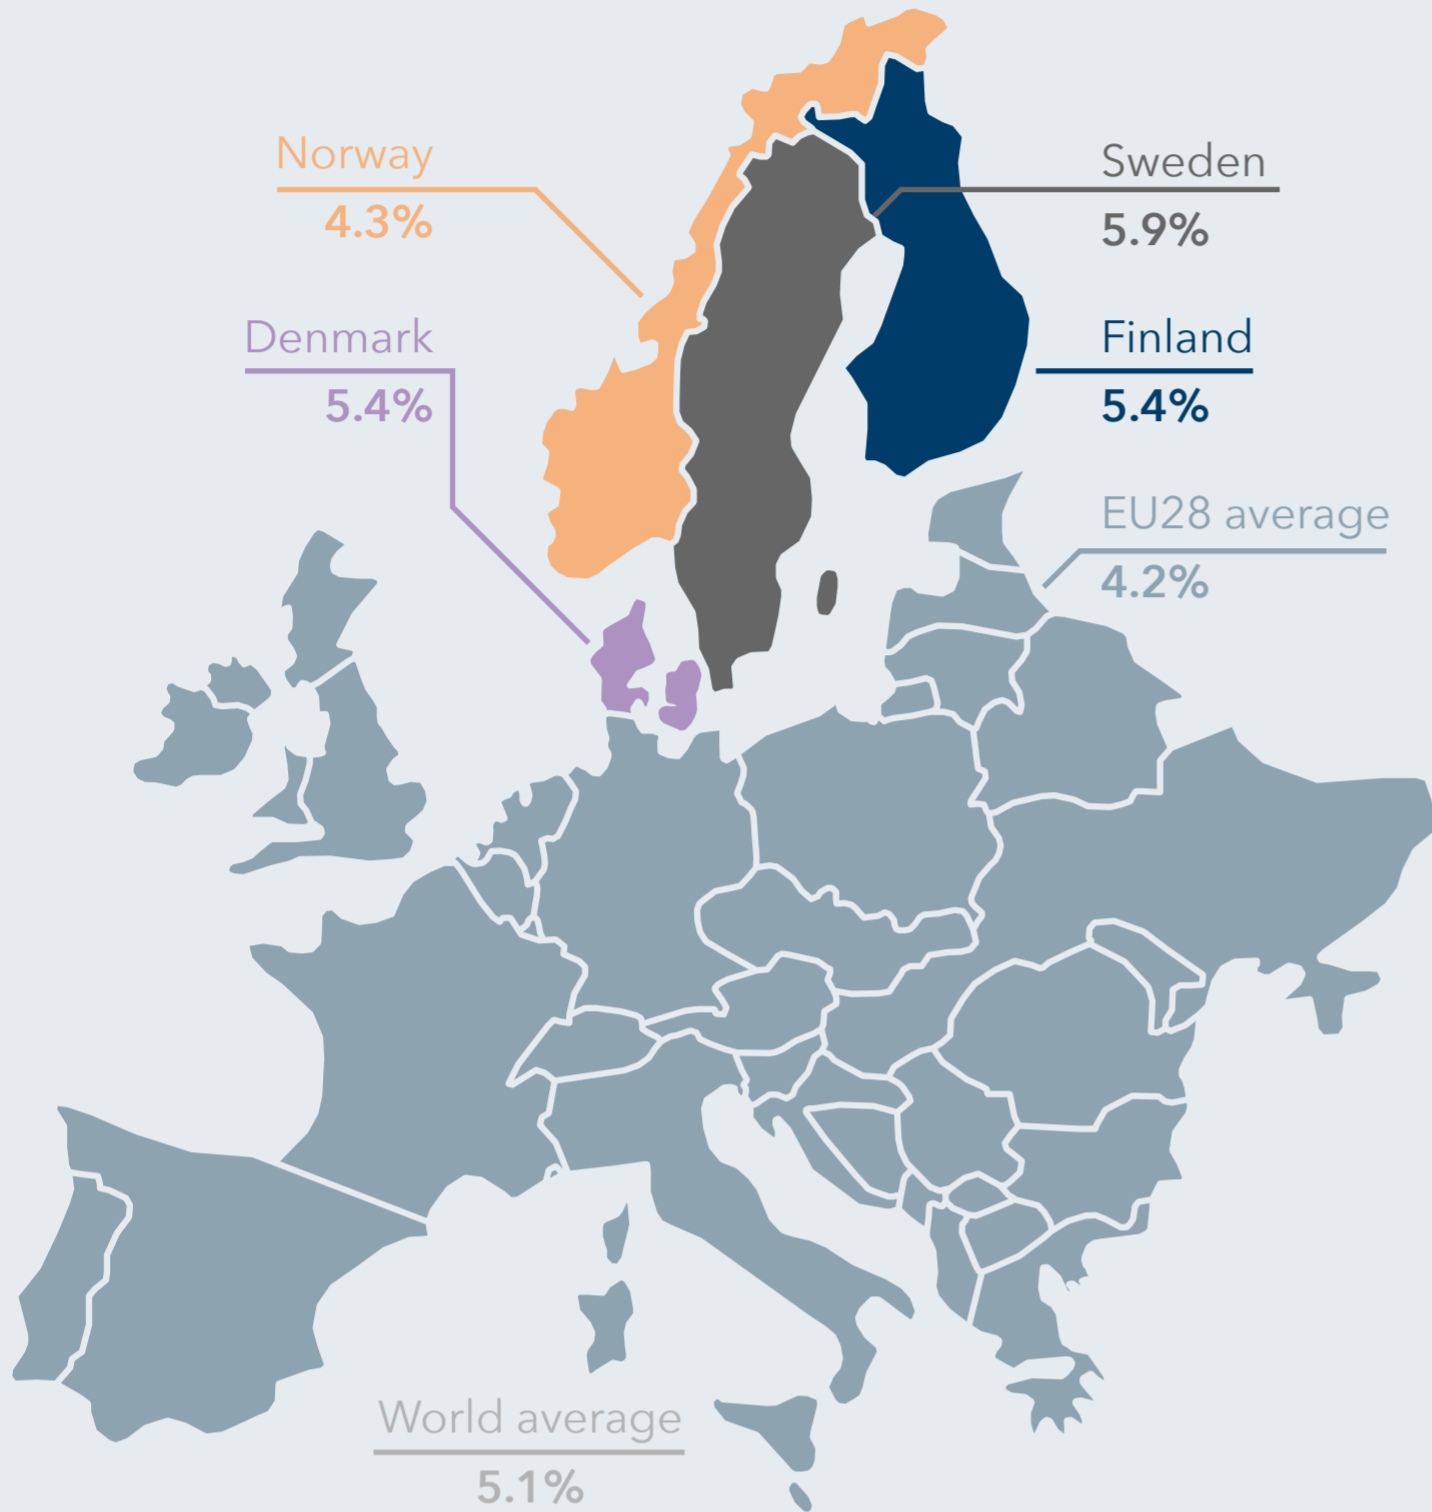 Norway
4.3%
Sweden
5.9%
Denmark
5.4%
Finland
5.4%
EU28 average
4.2%
World average
5.1%